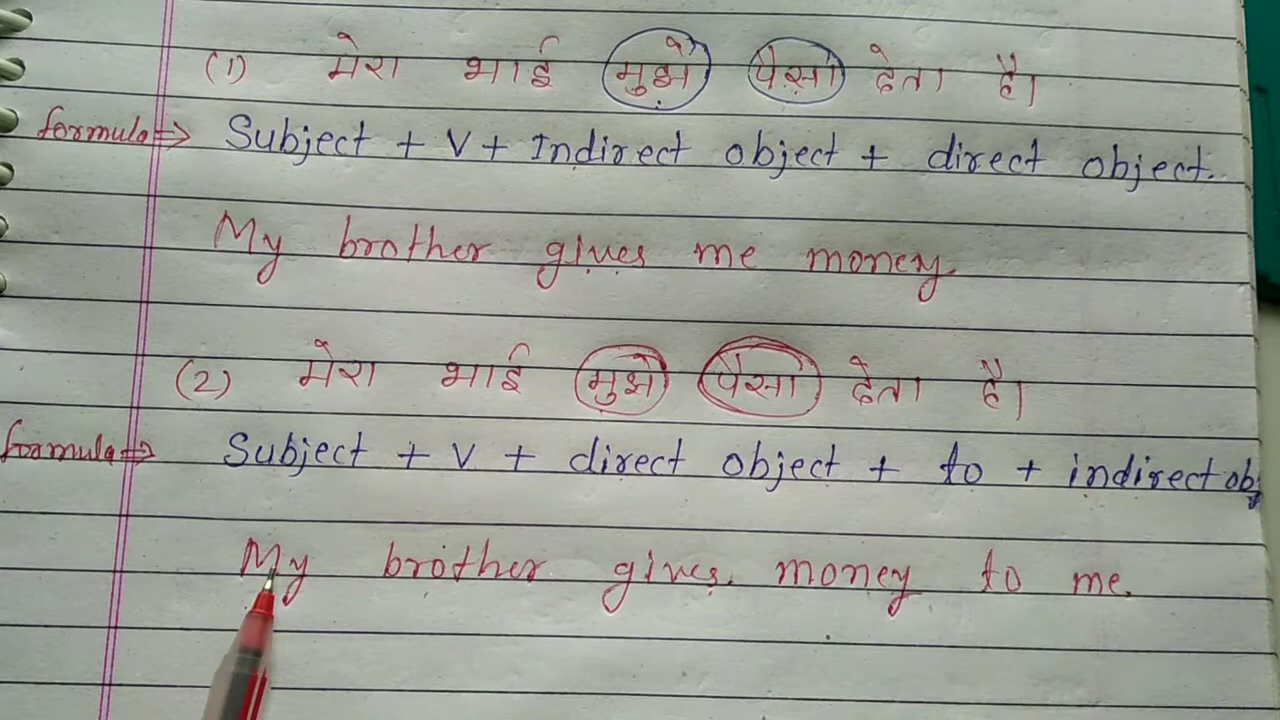 (1) मेरा भाई मुझे पैसा देता है।
formula⇒ Subject + V + Indirect object + direct object.
My brother gives me money.
(2) मेरा भाई मुझे पैसा देता है।
formula⇒ Subject + V + direct object + to + indirect obj
My brother gives money to me.